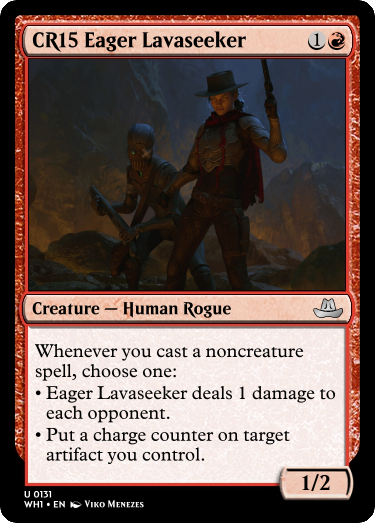 CR15 Eager Lavaseeker 1
Creature — Human Rogue
Whenever you cast a noncreature
spell, choose one:
• Eager Lavaseeker deals 1 damage to
each opponent.
• Put a charge counter on target
artifact you control.
1/2
U 0131
WH1 • EN Viko Menezes